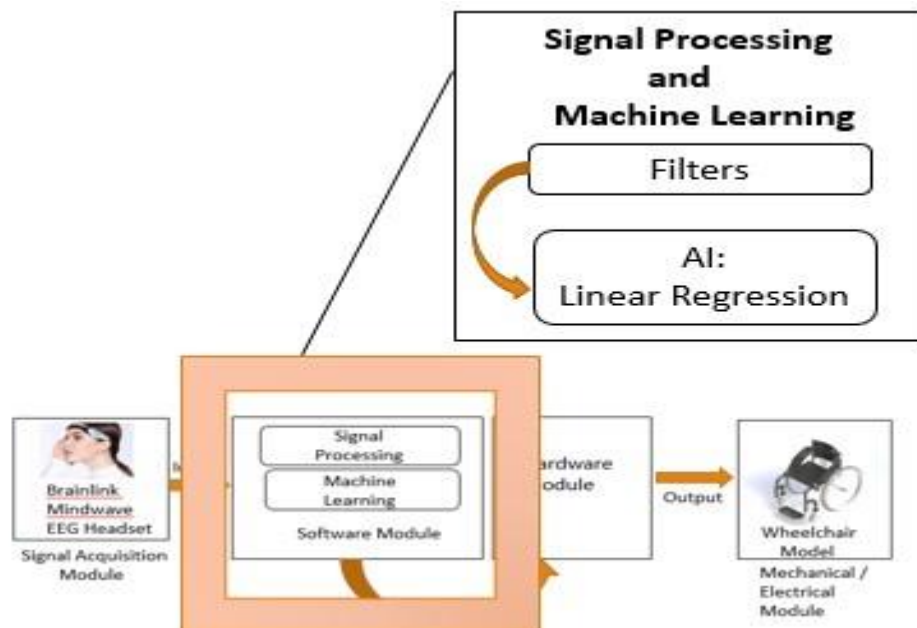 Signal Processing
and
Machine Learning
Filters
AI:
Linear Regression
Brainlink
Mindwave
EEG Headset
Signal Acquisition
Module
Signal
Processing
Machine
Learning
Software Module
ardware
odule
Output
Wheelchair
Model
Mechanical /
Electrical
Module